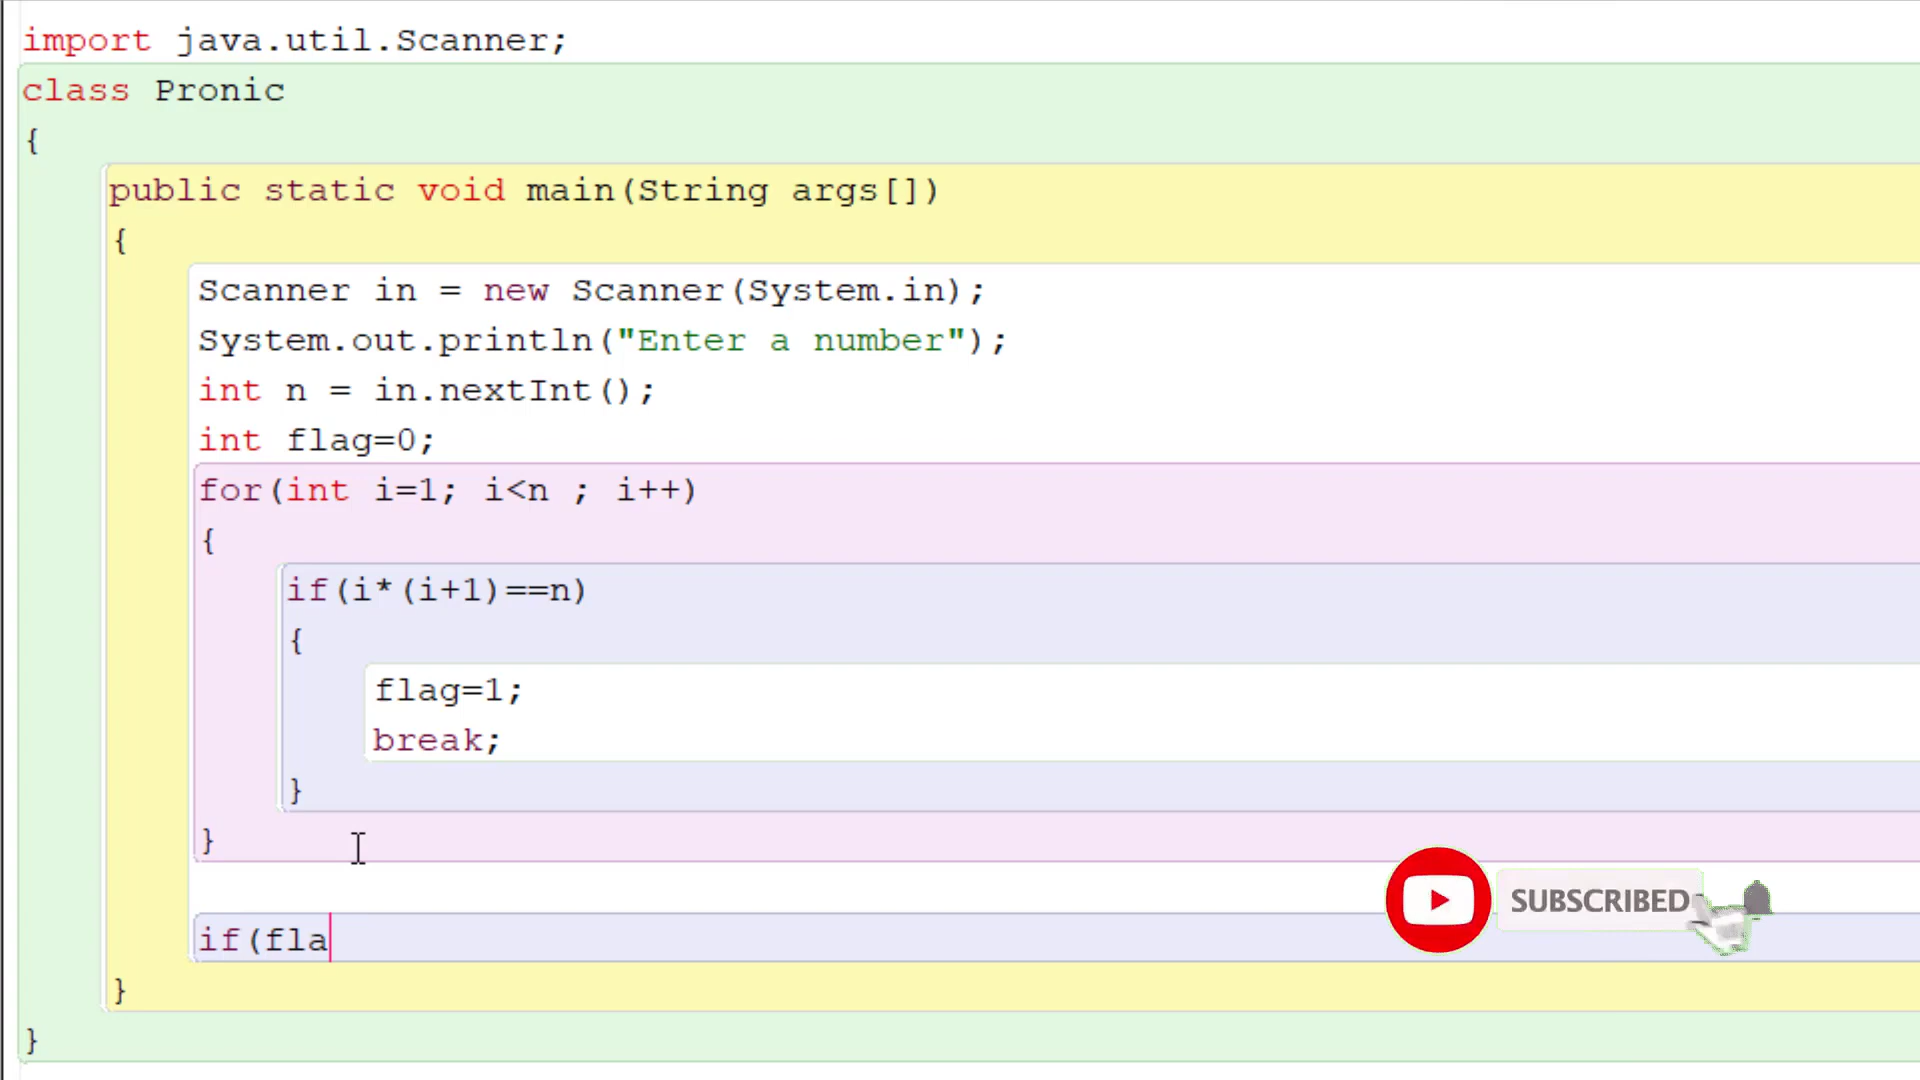 import java.util.Scanner;
class Pronic
{
public static void main(String args[])
{
Scanner in = new Scanner(System.in);
System.out.println("Enter a number");
int n = in.nextInt();
int flag=0;
for(int i=1; i<n ; i++)
{
if(i*(i+1)==n)
{
flag=1;
break;
}
}
if(fla
SUBSCRIBED
}
}